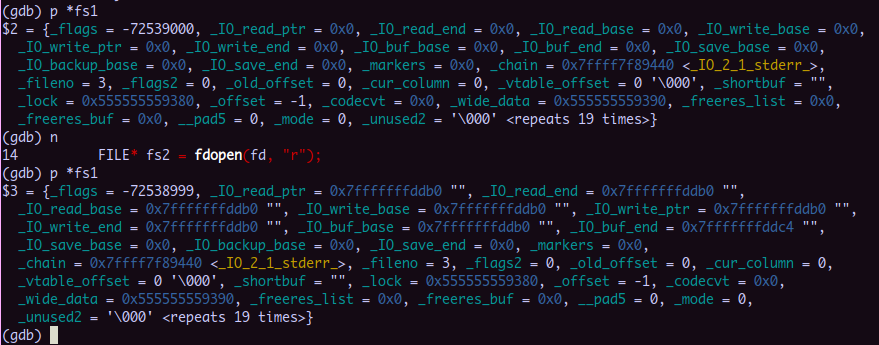 (gdb) p *fs1
$2 = {_flags = -72539000, _IO_read_ptr = 0x0, _IO_read_end = 0x0, _IO_read_base = 0x0, _IO_write_base = 0x0,
_IO_write_ptr = 0x0, _IO_write_end = 0x0, _IO_buf_base = 0x0, _IO_buf_end = 0x0, _IO_save_base = 0x0,
_IO_backup_base = 0x0, _IO_save_end = 0x0, _markers = 0x0, _chain = 0x7ffff7f89440 <_IO_2_1_stderr_>,
_fileno = 3, _flags2 = 0, _old_offset = 0, _cur_column = 0, _vtable_offset = 0 '\000', _shortbuf = "",
_lock = 0x555555559380, _offset = -1, _codecvt = 0x0, _wide_data = 0x555555559390, _freeres_list = 0x0,
_freeres_buf = 0x0, __pad5 = 0, _mode = 0, _unused2 = '\000' <repeats 19 times>}
(gdb) n
14 FILE* fs2 = fdopen(fd, "r");
(gdb) p *fs1
$3 = {_flags = -72538999, _IO_read_ptr = 0x7fffffffddb0 "", _IO_read_end = 0x7fffffffddb0 "",
_IO_read_base = 0x7fffffffddb0 "", _IO_write_base = 0x7fffffffddb0 "", _IO_write_ptr = 0x7fffffffddb0 "",
_IO_write_end = 0x7fffffffddb0 "", _IO_buf_base = 0x7fffffffddb0 "", _IO_buf_end = 0x7fffffffddc4 "",
_IO_save_base = 0x0, _IO_backup_base = 0x0, _IO_save_end = 0x0, _markers = 0x0,
_chain = 0x7ffff7f89440 <_IO_2_1_stderr_>, _fileno = 3, _flags2 = 0, _old_offset = 0, _cur_column = 0,
_vtable_offset = 0 '\000', _shortbuf = "", _lock = 0x555555559380, _offset = -1, _codecvt = 0x0,
_wide_data = 0x555555559390, _freeres_list = 0x0, _freeres_buf = 0x0, __pad5 = 0, _mode = 0,
_unused2 = '\000' <repeats 19 times>}
(gdb)